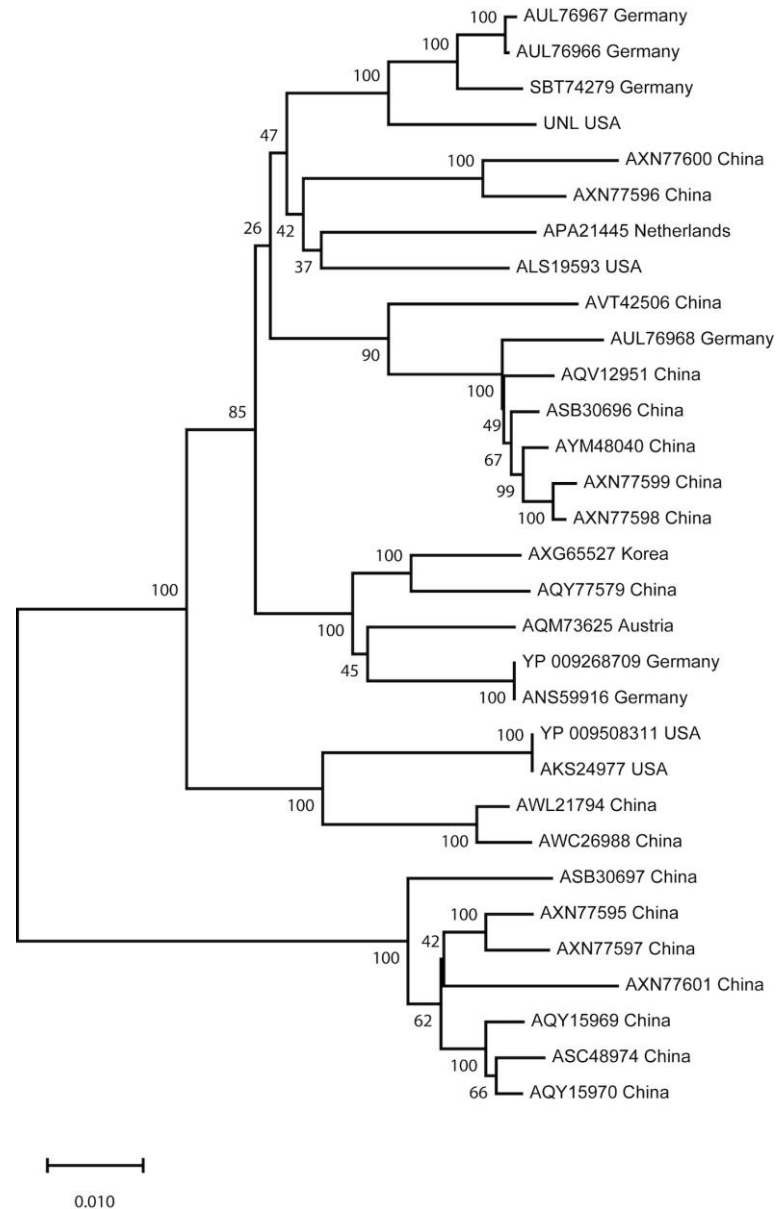 100 AUL76967 Germany
100 AUL76966 Germany
100 SBT74279 Germany
UNL USA
47
100 AXN77600 China
AXN77596 China
26 42 APA21445 Netherlands
37 ALS19593 USA
AVT42506 China
90 AUL76968 Germany
100 AQV12951 China
85 49 ASB30696 China
67 AYM48040 China
99 AXN77599 China
100 AXN77598 China
100 AXG65527 Korea
100 AQY77579 China
100 AQM73625 Austria
45 YP 009268709 Germany
100 ANS59916 Germany
100 YP 009508311 USA
AKS24977 USA
100 AWL21794 China
100 AWC26988 China
ASB30697 China
100 AXN77595 China
42
100 AXN77597 China
AXN77601 China
62 AQY15969 China
100 ASC48974 China
66 AQY15970 China
0.010